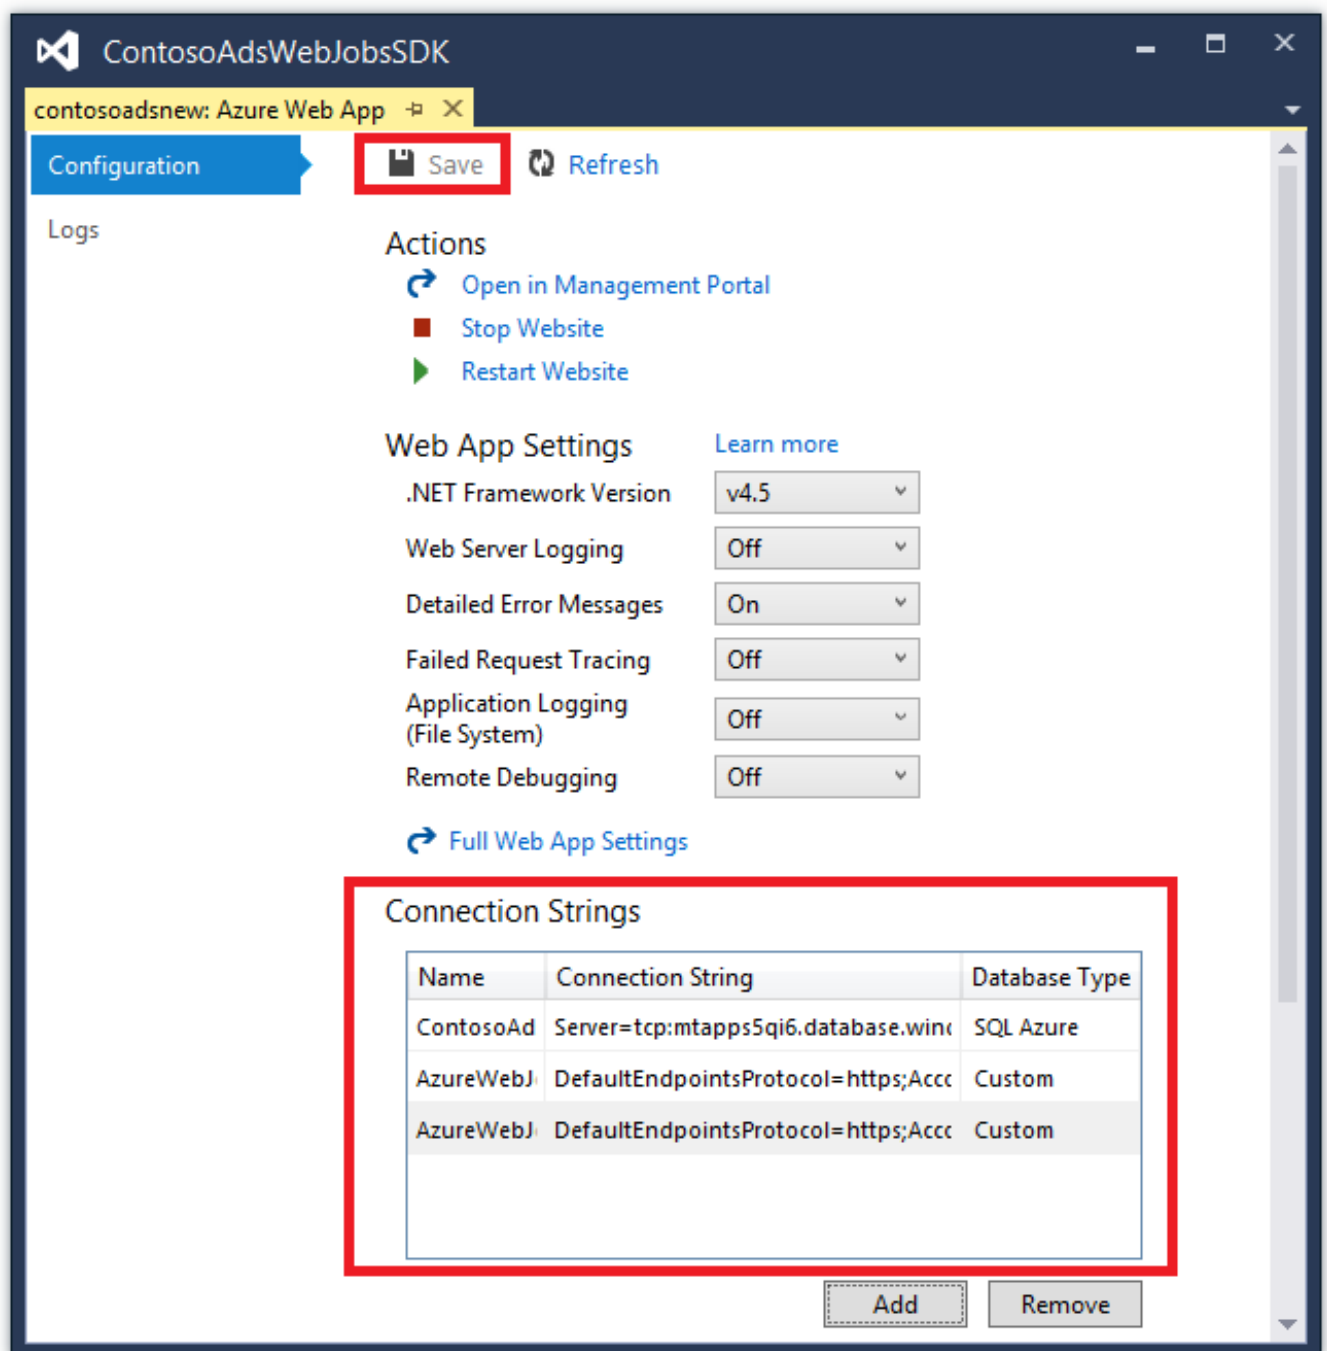 ContosoAdsWebJobsSDK
contosoadsnew: Azure Web App
Configuration
Save Refresh
Logs
Actions
Open in Management Portal
Stop Website
Restart Website
Web App Settings Learn more
.NET Framework Version v4.5
Web Server Logging Off
Detailed Error Messages On
Failed Request Tracing Off
Application Logging
(File System) Off
Remote Debugging Off
Full Web App Settings
Connection Strings
Name Connection String Database Type
ContosoAd Server=tcp:mtapps5qi6.database.wind SQL Azure
AzureWebJ DefaultEndpointsProtocol=https;Acco Custom
AzureWebJ DefaultEndpointsProtocol=https;Acco Custom
Add Remove